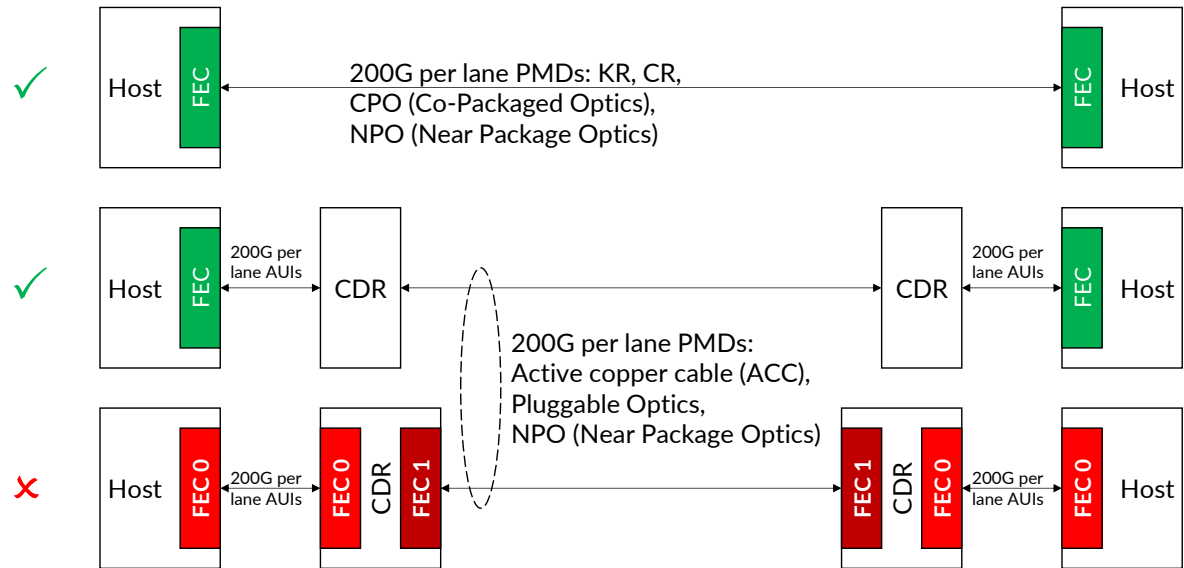 Host
FEC
200G per lane PMDs: KR, CR,
CPO (Co-Packaged Optics),
NPO (Near Package Optics)
FEC
Host
Host
FEC
200G per
lane AUIs
CDR
CDR
200G per
lane AUIs
FEC
Host
200G per lane PMDs:
Active copper cable (ACC),
Pluggable Optics,
NPO (Near Package Optics)
Host
FEC 0
200G per
lane AUIs
FEC 0
CDR
FEC 1
FEC 1
CDR
FEC 0
200G per
lane AUIs
FEC 0
Host